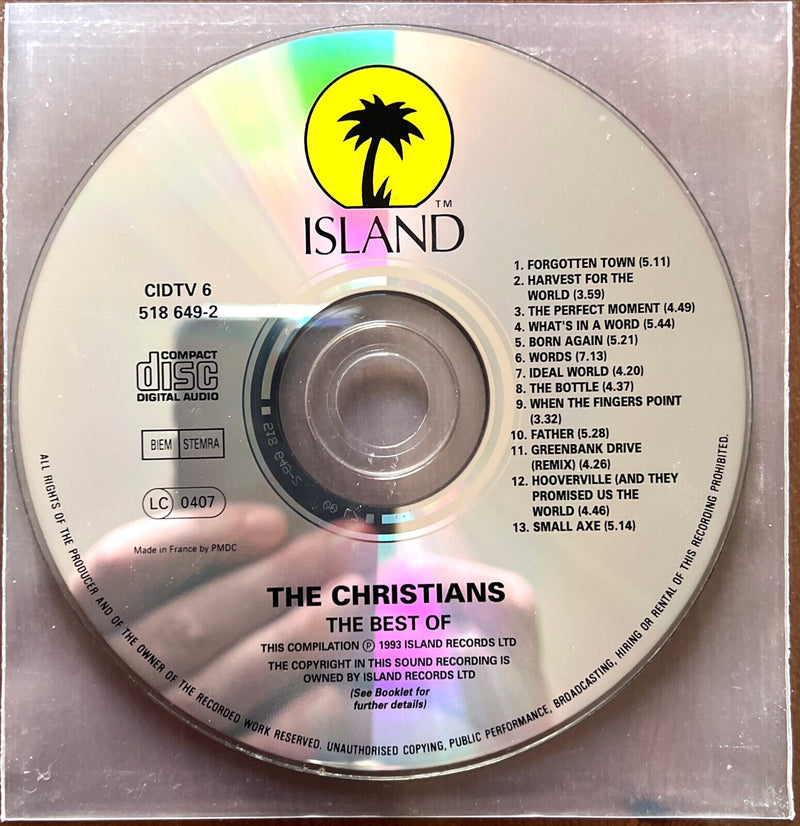 TM
ISLAND
CIDTV 6
518 649-2
COMPACT
disc
DIGITAL AUDIO
BIEM STEMRA
LC 0407
Made in France by PMDC
1. FORGOTTEN TOWN (5.11)
2. HARVEST FOR THE
WORLD (3.59)
3. THE PERFECT MOMENT (4.49)
4. WHAT'S IN A WORD (5.44)
5. BORN AGAIN (5.21)
6. WORDS (7.13)
7. IDEAL WORLD (4.20)
8. THE BOTTLE (4.37)
9. WHEN THE FINGERS POINT
(3.32)
10. FATHER (5.28)
11. GREENBANK DRIVE
(REMIX) (4.26)
12. HOOVERVILLE (AND THEY
PROMISED US THE
WORLD (4.46)
13. SMALL AXE (5.14)
THE CHRISTIANS
THE BEST OF
THIS COMPILATION ℗ 1993 ISLAND RECORDS LTD
THE COPYRIGHT IN THIS SOUND RECORDING IS
OWNED BY ISLAND RECORDS LTD
(See Booklet for
further details)
ALL RIGHTS OF THE PRODUCER AND OF THE OWNER OF THE RECORDED WORK RESERVED. UNAUTHORISED COPYING, PUBLIC PERFORMANCE, BROADCASTING, HIRING OR RENTAL OF THIS RECORDING PROHIBITED.